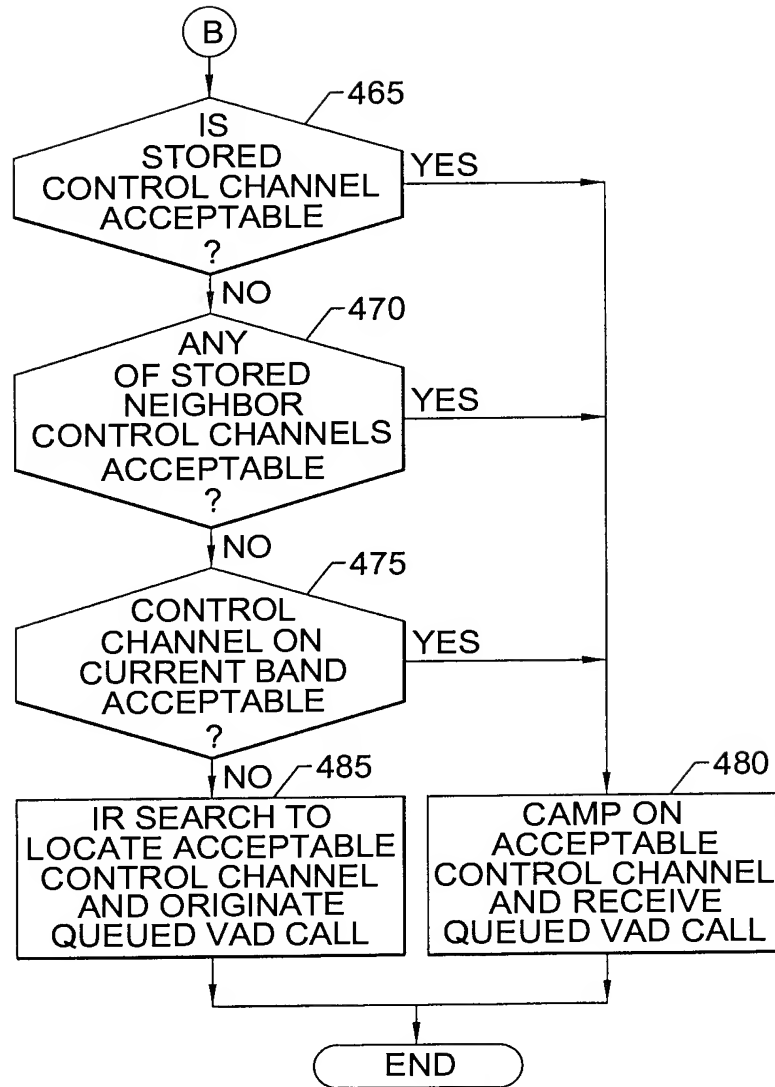 B
465
IS
STORED
CONTROL CHANNEL
ACCEPTABLE
?
YES
NO
470
ANY
OF STORED
NEIGHBOR
CONTROL CHANNELS
ACCEPTABLE
?
YES
NO
475
CONTROL
CHANNEL ON
CURRENT BAND
ACCEPTABLE
?
YES
NO
485
IR SEARCH TO
LOCATE ACCEPTABLE
CONTROL CHANNEL
AND ORIGINATE
QUEUED VAD CALL
480
CAMP ON
ACCEPTABLE
CONTROL CHANNEL
AND RECEIVE
QUEUED VAD CALL
END